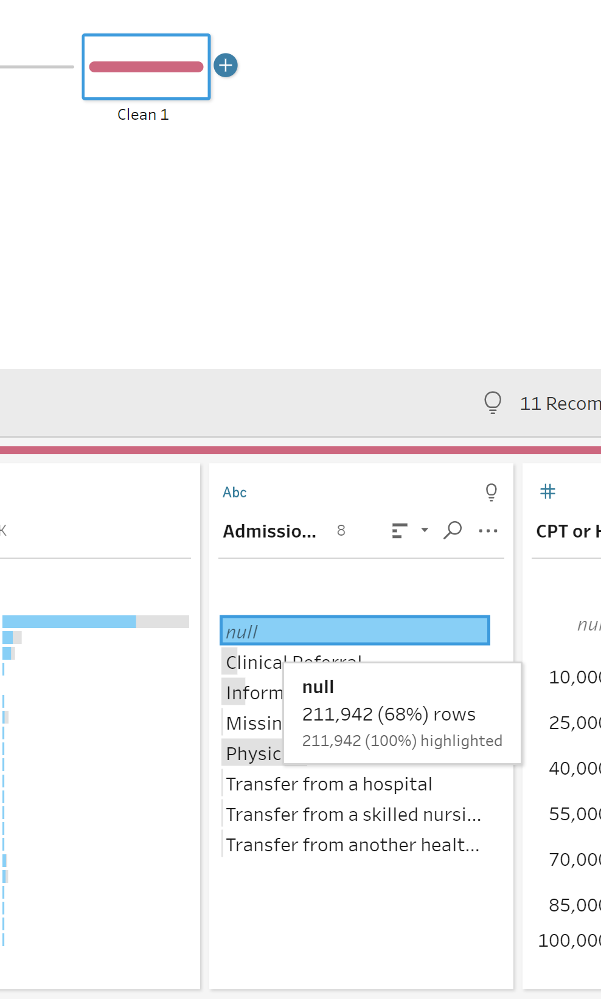 Clean 1
11 Recom
K
Abc
Admissio... 8
null
Clinical Referral
Inform
Missin
Physic
Transfer from a hospital
Transfer from a skilled nursi...
Transfer from another healt...
null
211,942 (68%) rows
211,942 (100%) highlighted
#
CPT or H
nul
10,000
25,000
40,000
55,000
70,000
85,000
100,000